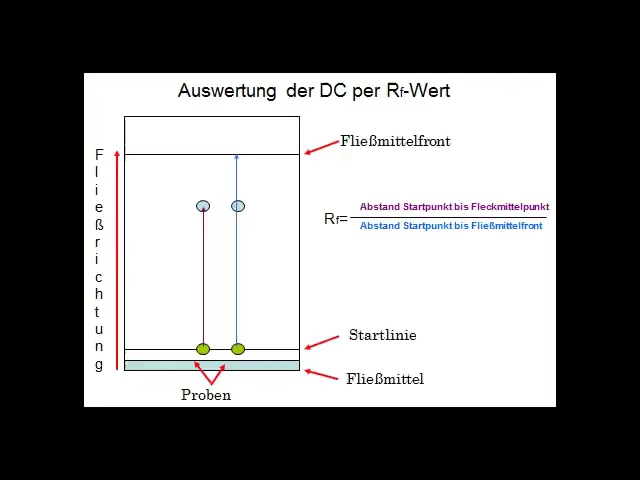 Auswertung der DC per Rf-Wert
Fließmittelfront
Fließrichtung
Abstand Startpunkt bis Fleckmittelpunkt
Rf=
Abstand Startpunkt bis Fließmittelfront
Startlinie
Fließmittel
Proben